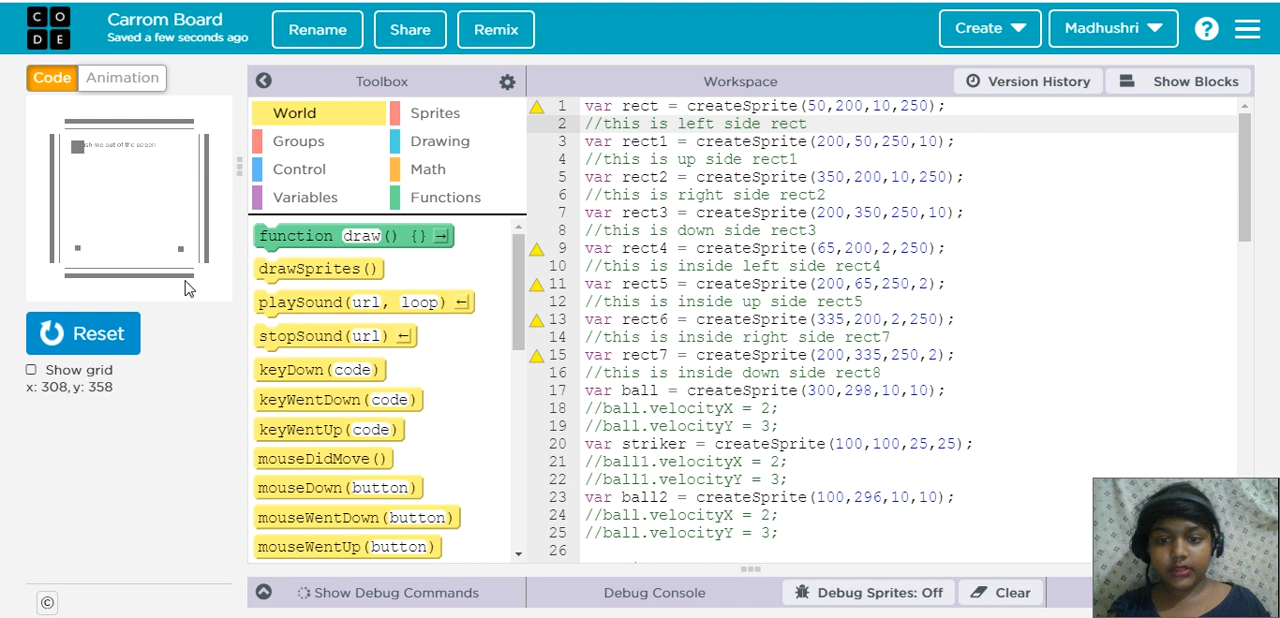 CODE
Carrom Board
Saved a few seconds ago
Rename
Share
Remix
Create
Madhushri
?
Code
Animation
Toolbox
Workspace
Version History
Show Blocks
me out of the screen
Reset
Show grid
x: 308, y: 358
World
Sprites
Groups
Drawing
Control
Math
Variables
Functions
function draw() {}
drawSprites()
playSound(url, loop)
stopSound(url)
keyDown(code)
keyWentDown(code)
keyWentUp(code)
mouseDidMove()
mouseDown(button)
mouseWentDown(button)
mouseWentUp(button)
1 var rect = createSprite(50,200,10,250);
2 //this is left side rect
3 var rect1 = createSprite(200,50,250,10);
4 //this is up side rect1
5 var rect2 = createSprite(350,200,10,250);
6 //this is right side rect2
7 var rect3 = createSprite(200,350,250,10);
8 //this is down side rect3
9 var rect4 = createSprite(65,200,2,250);
10 //this is inside left side rect4
11 var rect5 = createSprite(200,65,250,2);
12 //this is inside up side rect5
13 var rect6 = createSprite(335,200,2,250);
14 //this is inside right side rect7
15 var rect7 = createSprite(200,335,250,2);
16 //this is inside down side rect8
17 var ball = createSprite(300,298,10,10);
18 //ball.velocityX = 2;
19 //ball.velocityY = 3;
20 var striker = createSprite(100,100,25,25);
21 //ball1.velocityX = 2;
22 //ball1.velocityY = 3;
23 var ball2 = createSprite(100,296,10,10);
24 //ball.velocityX = 2;
25 //ball.velocityY = 3;
26
Show Debug Commands
Debug Console
Debug Sprites: Off
Clear
©